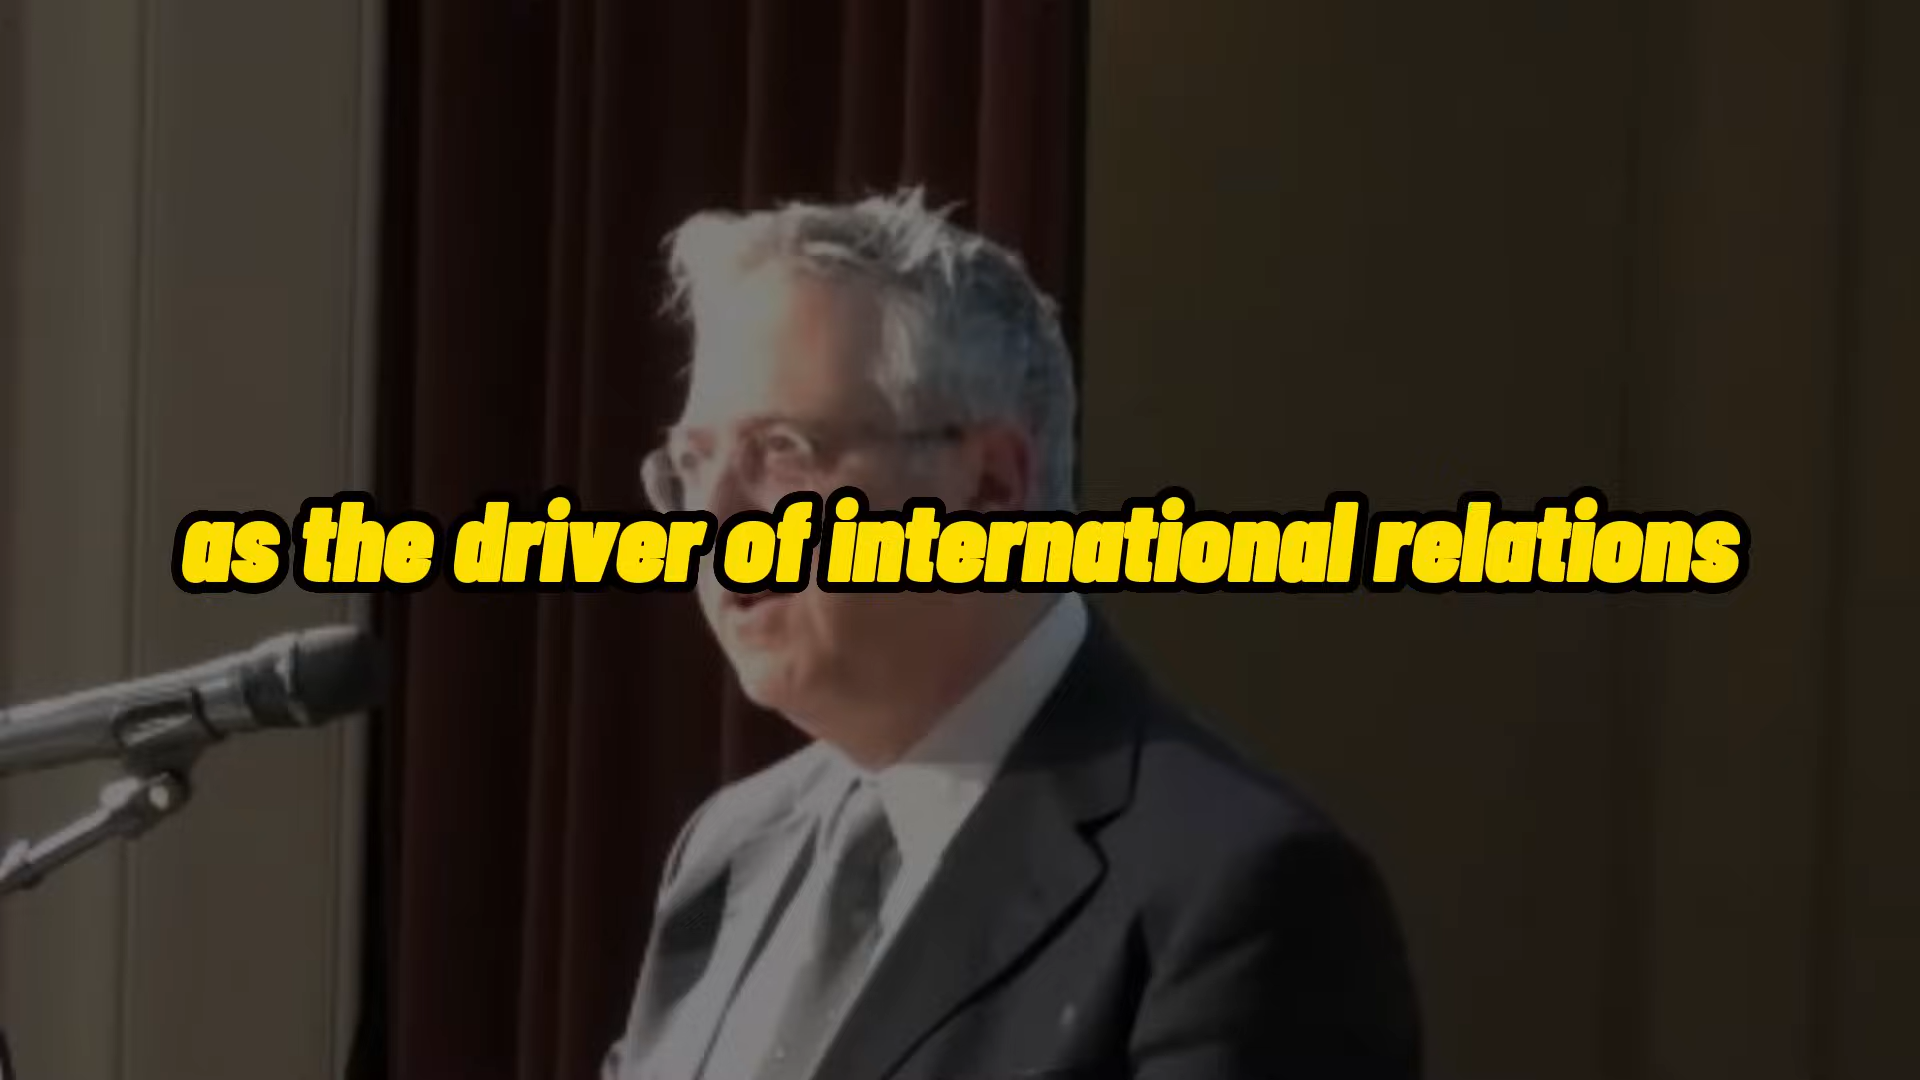 as the driver of international relations